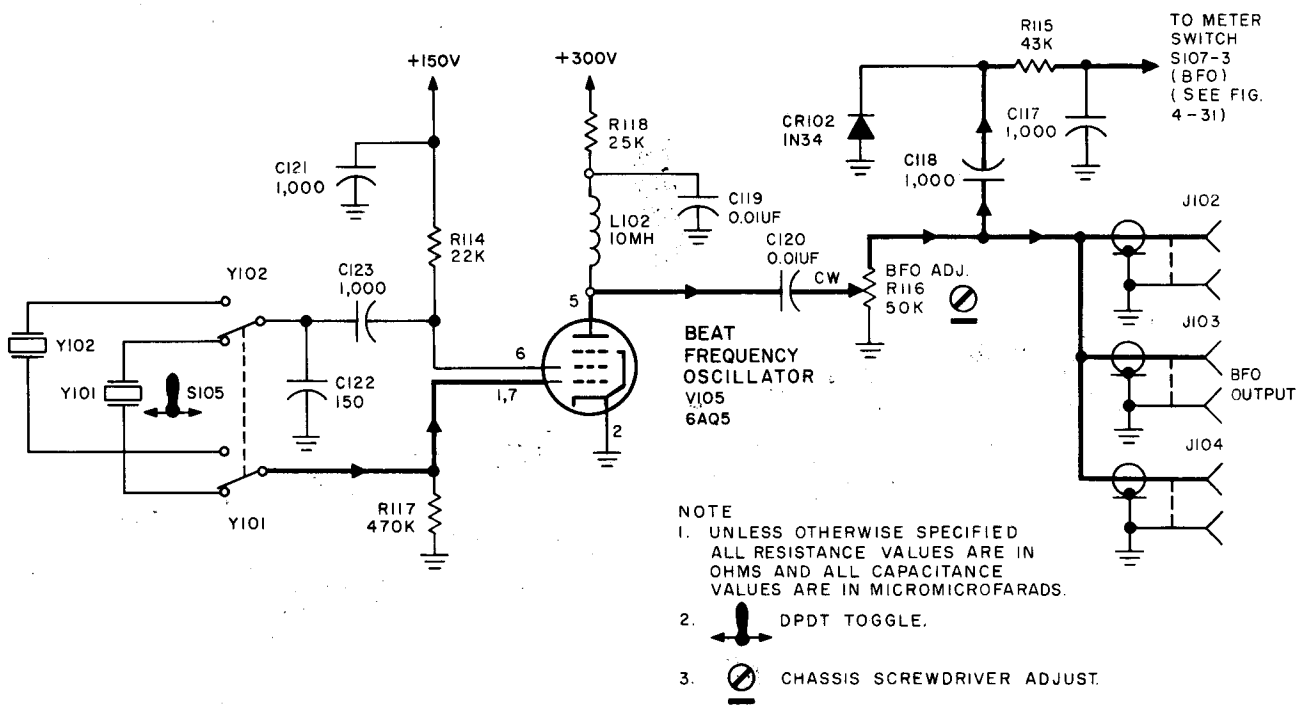 +150V
+300V
R115
43K
TO METER
SWITCH
S107-3
(BFO)
(SEE FIG.
4-31)
R118
25K
CR102
IN34
C117
1,000
C121
1,000
C118
1,000
C119
0.01UF
L102
10MH
J102
R114
22K
C120
0.01UF
CW
BFO ADJ.
R116
50K
Y102
C123
1,000
5
J103
Y102
BEAT
FREQUENCY
OSCILLATOR
V105
6AQ5
6
Y101
S105
C122
150
1,7
BFO
OUTPUT
2
J104
Y101
R117
470K
NOTE
1. UNLESS OTHERWISE SPECIFIED
ALL RESISTANCE VALUES ARE IN
OHMS AND ALL CAPACITANCE
VALUES ARE IN MICROMICROFARADS.
2. DPDT TOGGLE.
3. CHASSIS SCREWDRIVER ADJUST.